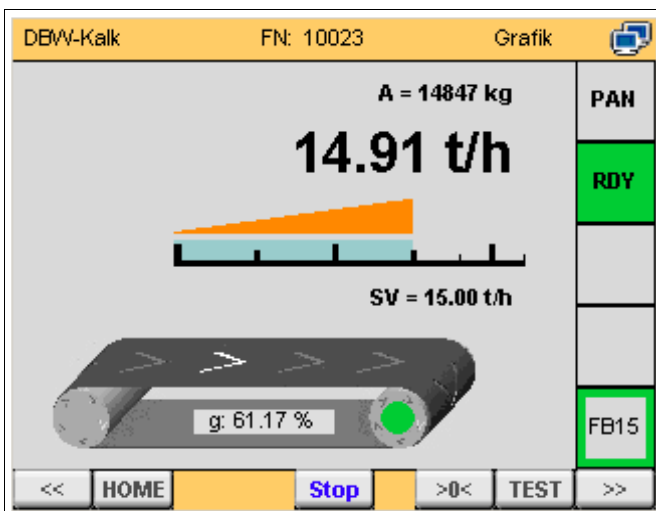 DBW-Kalk FN: 10023 Grafik
A = 14847 kg
PAN
14.91 t/h
RDY
SV = 15.00 t/h
g: 61.17 %
FB15
<< HOME Stop >0< TEST >>